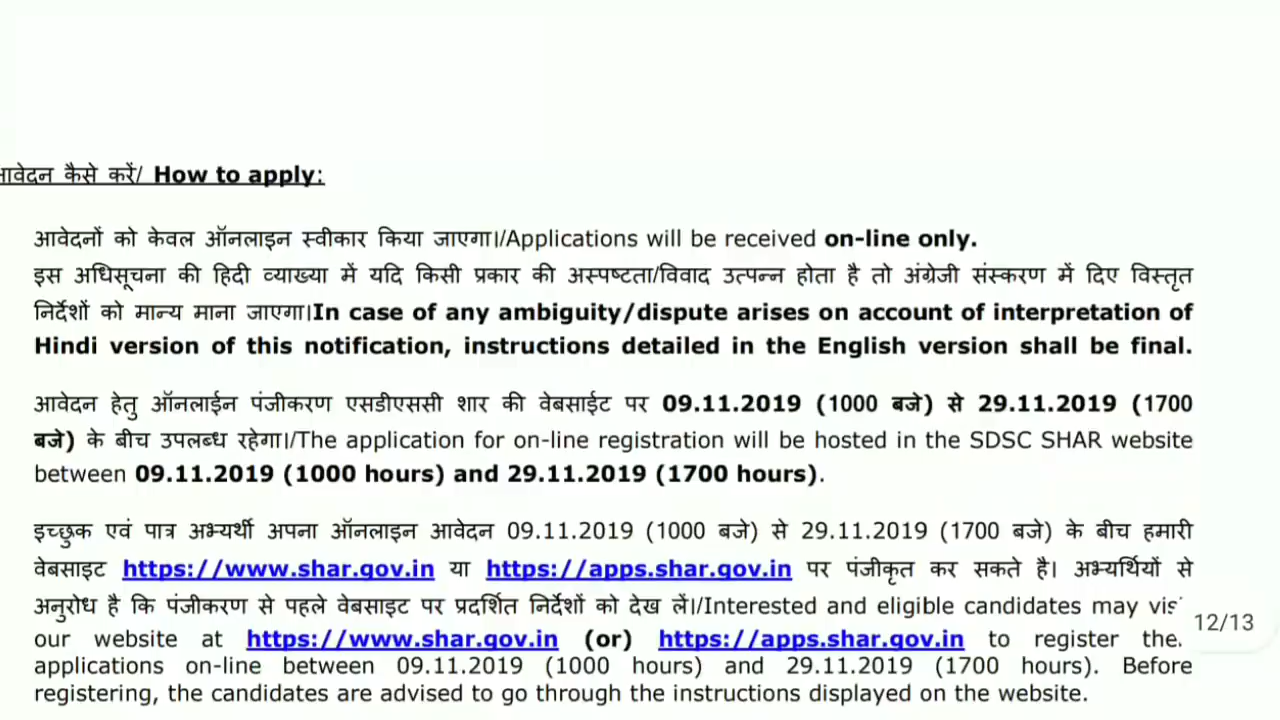 आवेदन कैसे करें/ How to apply:
आवेदनों को केवल ऑनलाइन स्वीकार किया जाएगा।/Applications will be received on-line only.
इस अधिसूचना की हिदी व्याख्या में यदि किसी प्रकार की अस्पष्टता/विवाद उत्पन्न होता है तो अंग्रेजी संस्करण में दिए विस्तृत
निर्देशों को मान्य माना जाएगा।In case of any ambiguity/dispute arises on account of interpretation of
Hindi version of this notification, instructions detailed in the English version shall be final.
आवेदन हेतु ऑनलाईन पंजीकरण एसडीएससी शार की वेबसाईट पर 09.11.2019 (1000 बजे) से 29.11.2019 (1700
बजे) के बीच उपलब्ध रहेगा।/The application for on-line registration will be hosted in the SDSC SHAR website
between 09.11.2019 (1000 hours) and 29.11.2019 (1700 hours).
इच्छुक एवं पात्र अभ्यर्थी अपना ऑनलाइन आवेदन 09.11.2019 (1000 बजे) से 29.11.2019 (1700 बजे) के बीच हमारी
वेबसाइट https://www.shar.gov.in या https://apps.shar.gov.in पर पंजीकृत कर सकते है। अभ्यर्थियों से
अनुरोध है कि पंजीकरण से पहले वेबसाइट पर प्रदर्शित निर्देशों को देख लें।/Interested and eligible candidates may
our website at https://www.shar.gov.in (or) https://apps.shar.gov.in to register
applications on-line between 09.11.2019 (1000 hours) and 29.11.2019 (1700 hours). Before
registering, the candidates are advised to go through the instructions displayed on the website.
12/13